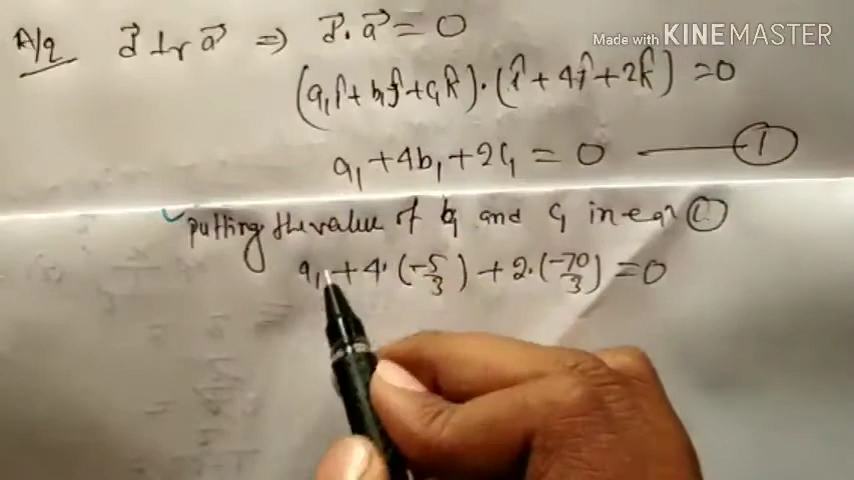 Made with KINEMASTER
A/q d⃗ ⊥r a⃗ ⇒ d⃗ . a⃗ = 0
(a₁î + b₁ĵ + c₁k̂) . (î + 4ĵ + 2k̂) = 0
a₁ + 4b₁ + 2c₁ = 0 — ①
putting the value of b₁ and c₁ in eqn ①
a₁ + 4. (-5/3) + 2. (-70/3) = 0